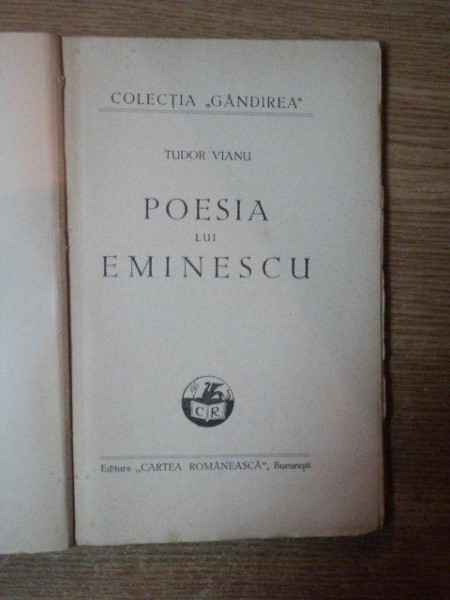 COLECȚIA „GÂNDIREA"
TUDOR VIANU
POESIA
LUI
EMINESCU
C R
Editura „CARTEA ROMÂNEASCĂ", București